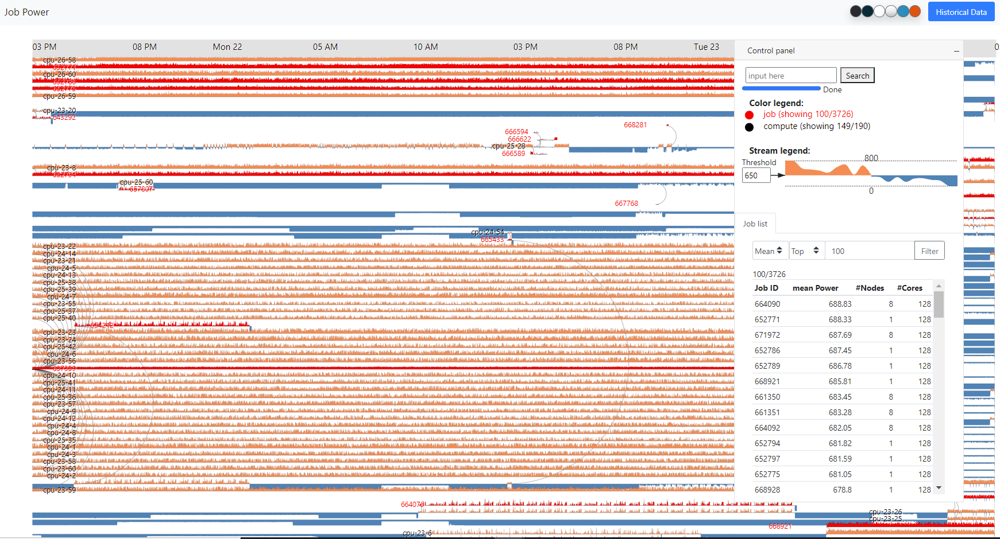 Job Power
Historical Data
03 PM 08 PM Mon 22 05 AM 10 AM 03 PM 08 PM Tue 23 0.
cpu-26-58
652771
cpu-26-60
652786
652775
cpu-26-59
cpu-23-20
643292
668281
666594
666622
cpu-25-28
666589
cpu-23-8
652794
cpu-25-60
657897
667768
cpu-24-54
665433
cpu-23-22
cpu-24-14
cpu-23-21
cpu-24-5
cpu-24-13
cpu-25-38
cpu-25-39
cpu-24-7
cpu-23-55
cpu-25-37
cpu-25-40
654212
cpu-23-23
cpu-23-24
cpu-25-42
cpu-24-6
cpu-23-56
cpu-24-10
cpu-25-41
cpu-24-11
cpu-25-36
cpu-23-57
cpu-24-9
cpu-24-12
cpu-24-4
cpu-24-8
cpu-25-35
cpu-24-1
cpu-24-3
cpu-23-58
cpu-23-60
cpu-24-2
cpu-23-59
664076
cpu-23-26
cpu-23-25
668921
cpu-23-6
Control panel
input here Search
Done
Color legend:
job (showing 100/3726)
compute (showing 149/190)
Stream legend:
Threshold 800
650
0
Job list
Mean Top 100 Filter
100/3726
Job ID mean Power #Nodes #Cores
664090 688.83 8 128
652771 688.33 1 128
671972 687.69 8 128
652786 687.45 1 128
652789 686.78 1 128
668921 685.81 1 128
661350 683.45 8 128
661351 683.28 8 128
664092 682.05 8 128
652794 681.82 1 128
652797 681.59 1 128
652775 681.05 1 128
668928 678.8 1 128